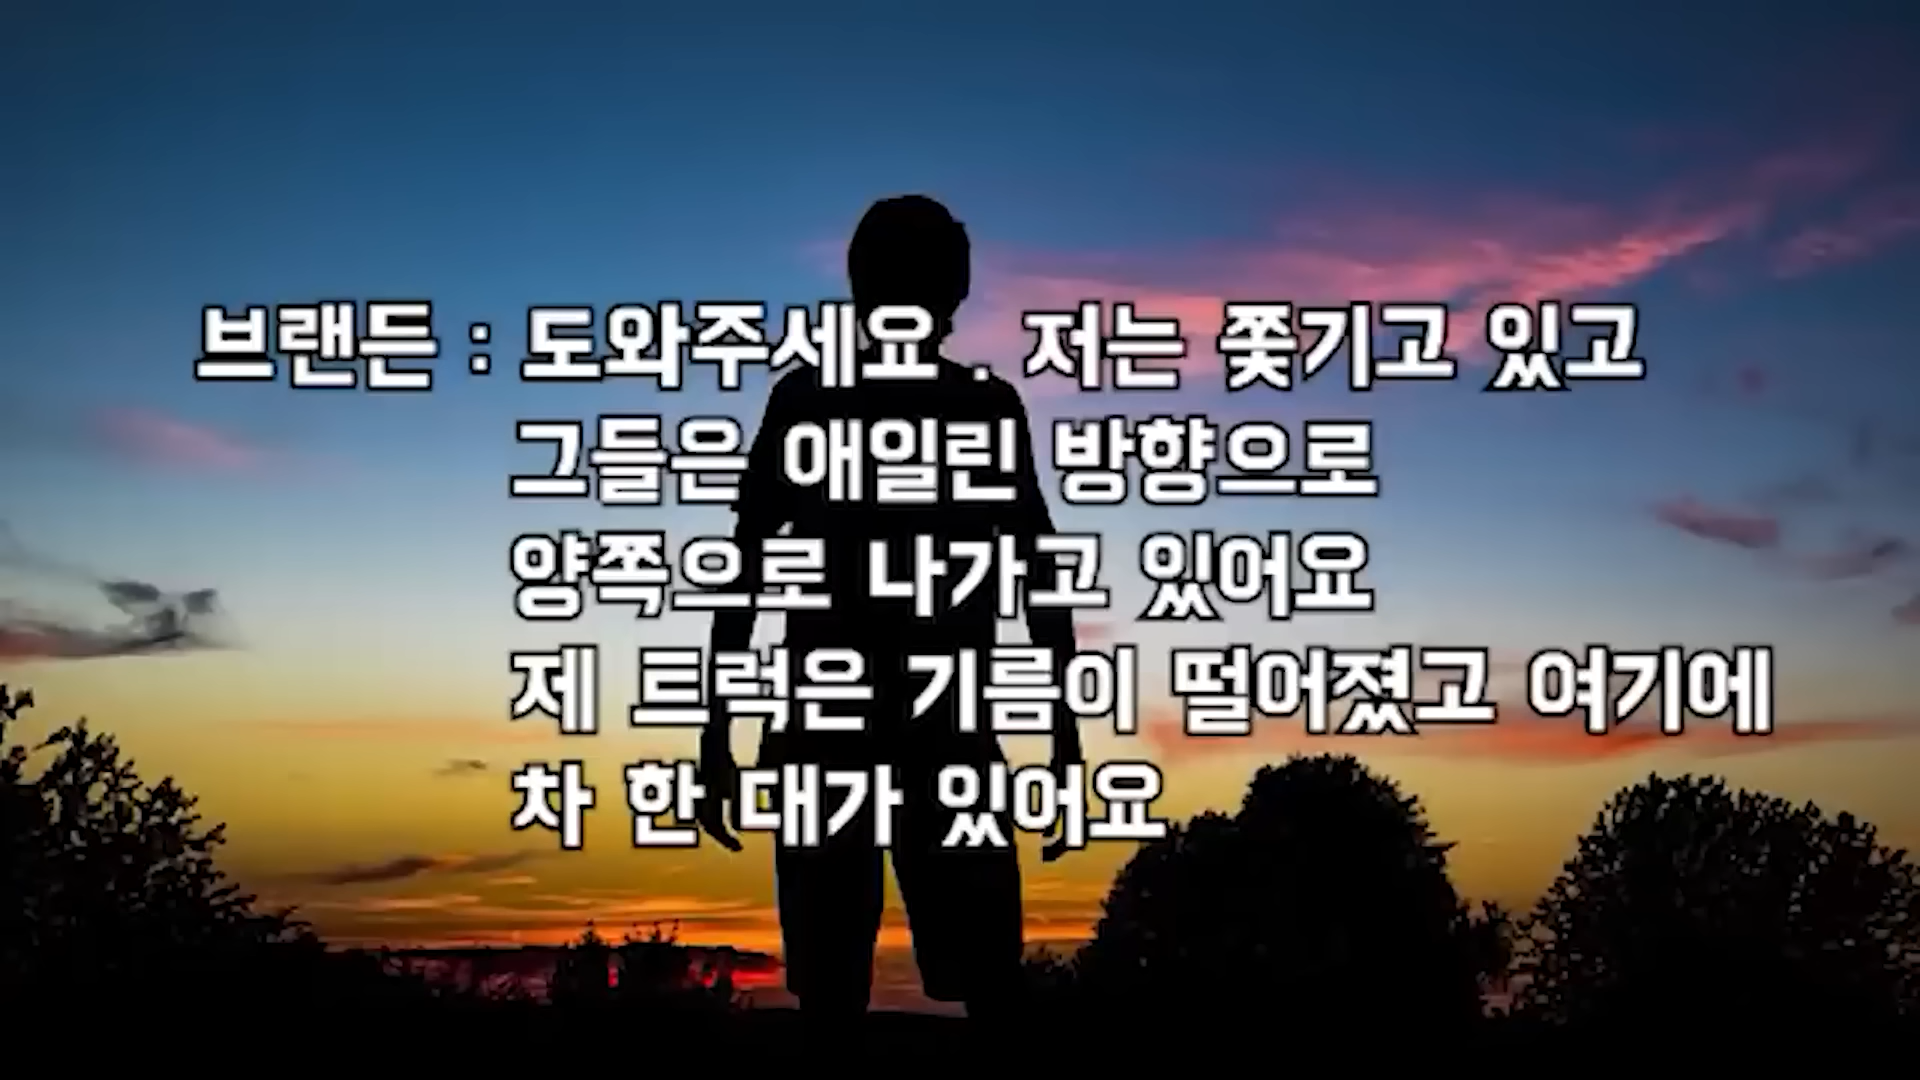 브랜든 : 도와주세요 . 저는 쫓기고 있고
그들은 애일린 방향으로
양쪽으로 나가고 있어요
제 트럭은 기름이 떨어졌고 여기에
차 한 대가 있어요